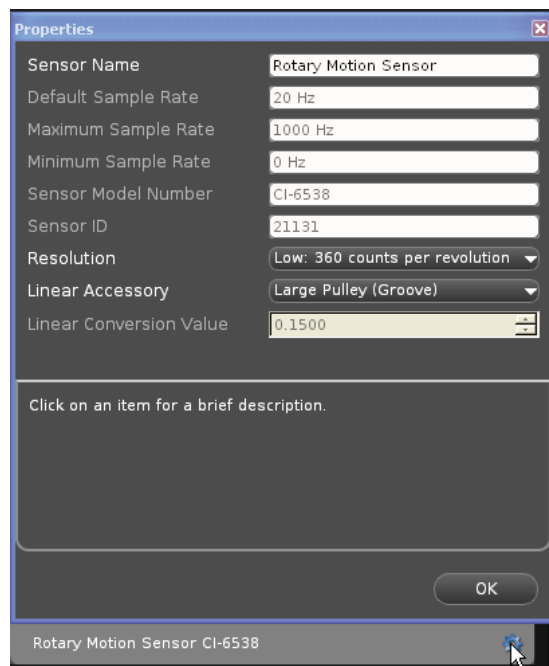 Properties
Sensor Name Rotary Motion Sensor
Default Sample Rate 20 Hz
Maximum Sample Rate 1000 Hz
Minimum Sample Rate 0 Hz
Sensor Model Number CI-6538
Sensor ID 21131
Resolution Low: 360 counts per revolution
Linear Accessory Large Pulley (Groove)
Linear Conversion Value 0.1500
Click on an item for a brief description.
OK
Rotary Motion Sensor CI-6538